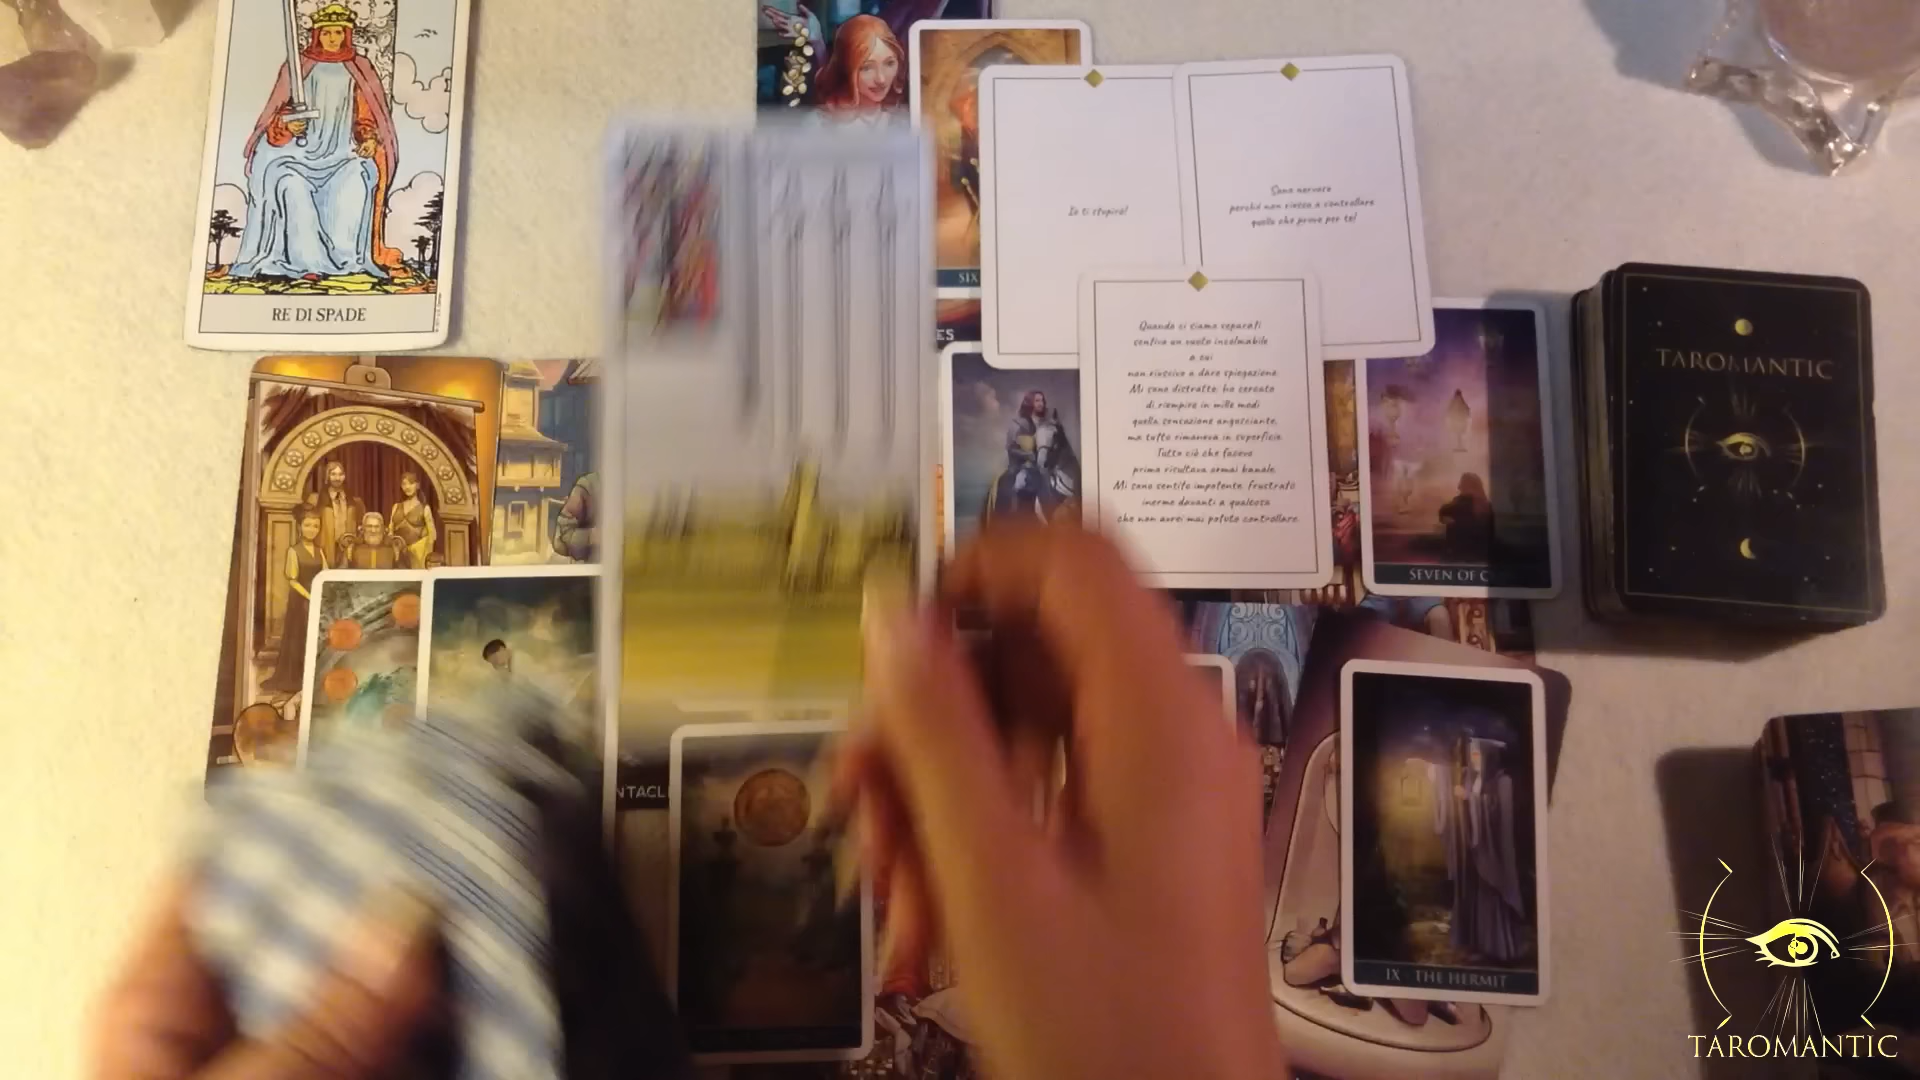 RE DI SPADE
SIX
ES
Io ti stupirò!
Sono nervoso
perché non riesco a controllare
quello che provo per te!
Quando ci siamo separati
sentivo un vuoto incolmabile
a cui
non riuscivo a dare spiegazione.
Mi sono distratto, ho cercato
di riempire in mille modi
quella sensazione angosciante,
ma tutto rimaneva in superficie.
Tutto ciò che facevo
prima risultava ormai banale.
Mi sono sentito impotente, frustrato
inerme davanti a qualcosa
che non avrei mai potuto controllare.
SEVEN OF C
TAROMANTIC
NTACL
IX · THE HERMIT
TAROMANTIC